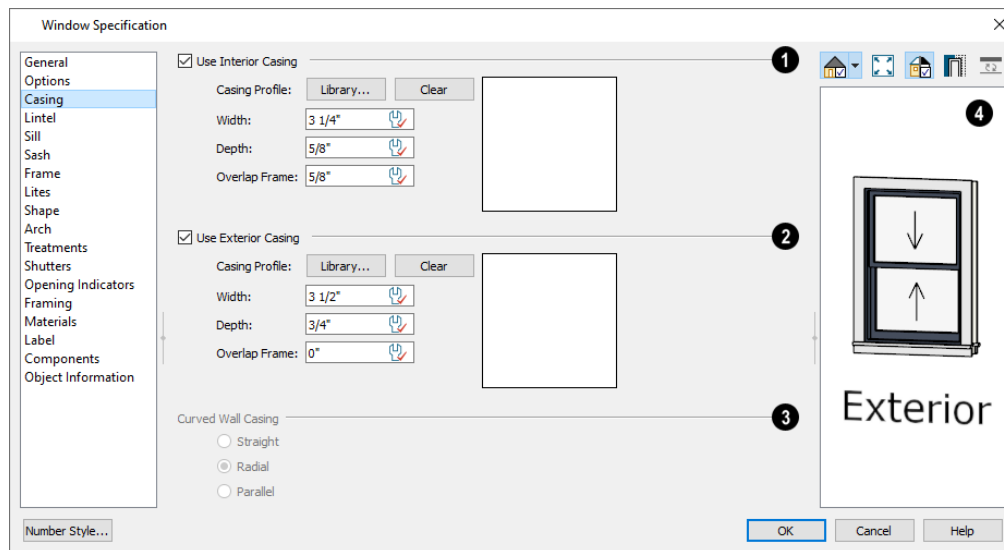 Window Specification
General
Options
Casing
Lintel
Sill
Sash
Frame
Lites
Shape
Arch
Treatments
Shutters
Opening Indicators
Framing
Materials
Label
Components
Object Information
Use Interior Casing 1
Casing Profile: Library... Clear
Width: 3 1/4"
Depth: 5/8"
Overlap Frame: 5/8"
Use Exterior Casing 2
Casing Profile: Library... Clear
Width: 3 1/2"
Depth: 3/4"
Overlap Frame: 0"
Curved Wall Casing 3
Straight
Radial
Parallel
4
Exterior
Number Style... OK Cancel Help